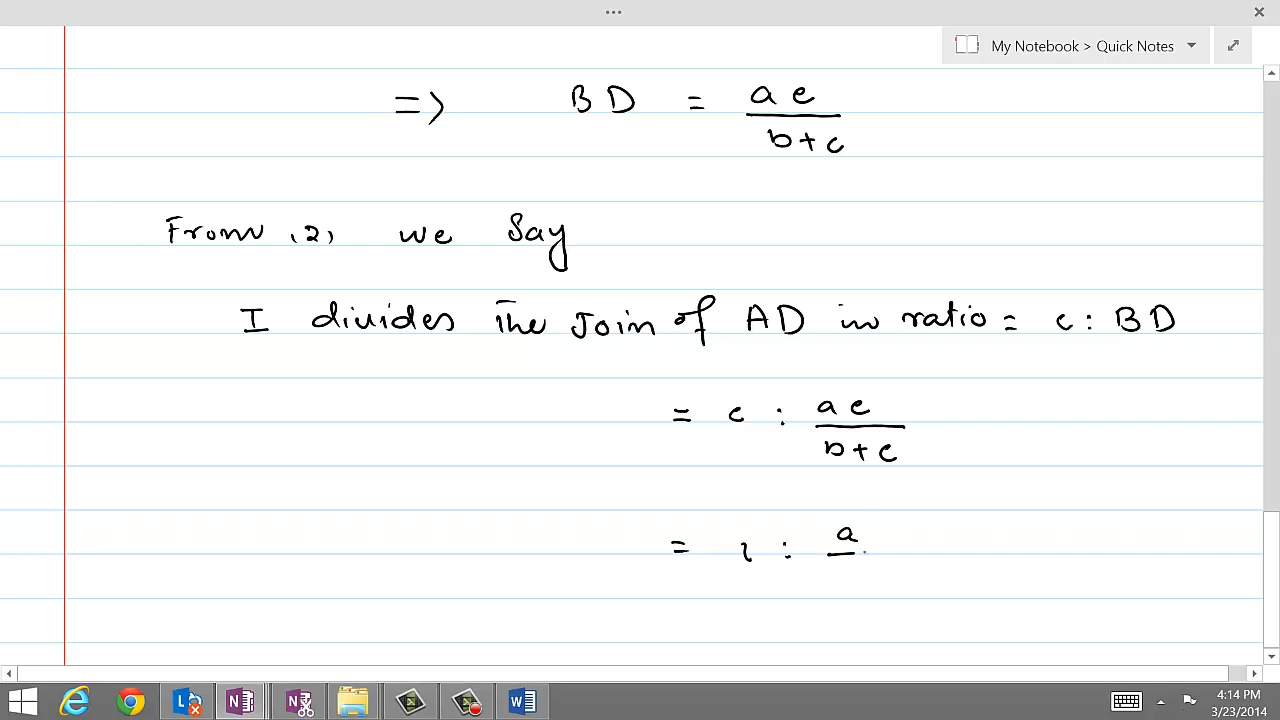 My Notebook > Quick Notes
=> BD = ac
b+c
From (2), we say
I divides the Join of AD in ratio = c : BD
= c : ac
b+c
= 1 : a
4:14 PM
3/23/2014